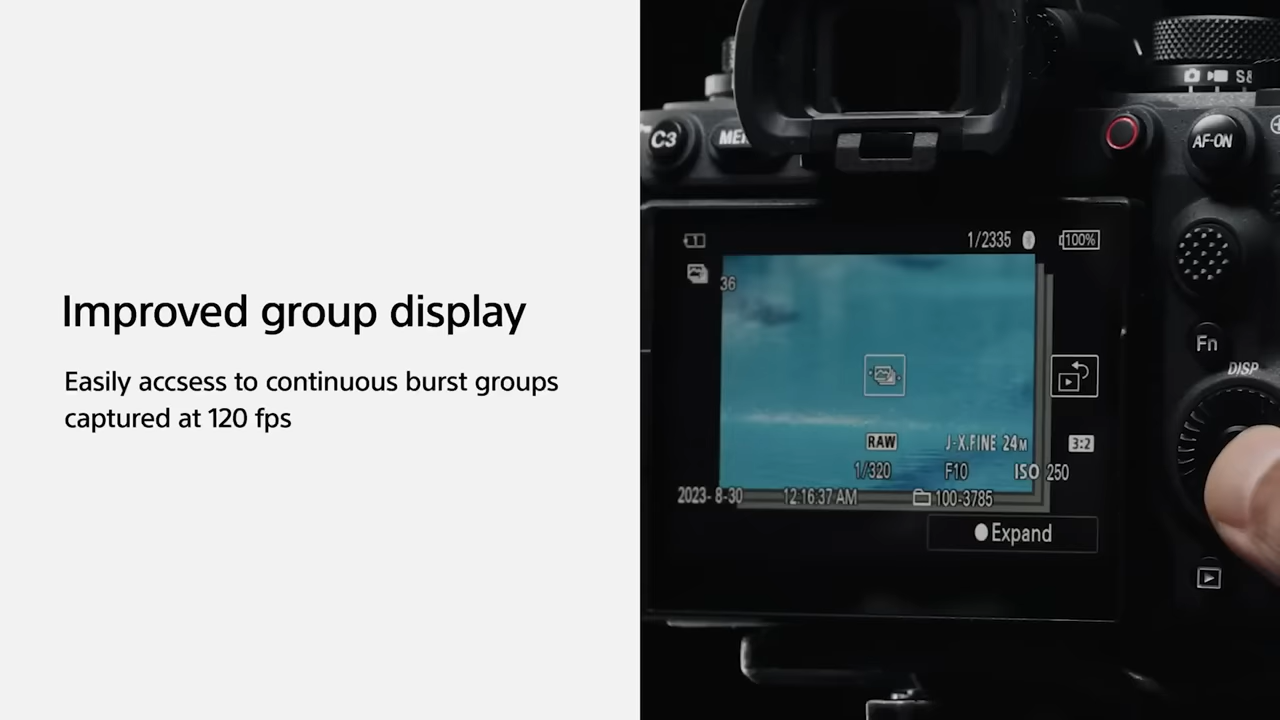 Improved group display
Easily accsess to continuous burst groups
captured at 120 fps
S&
C3
AF-ON
1/2335
100%
36
Fn
DISP
RAW
J-X.FINE 24M
3:2
1/320
F10
ISO 250
2023- 8-30
12:16:37 AM
100-3785
Expand